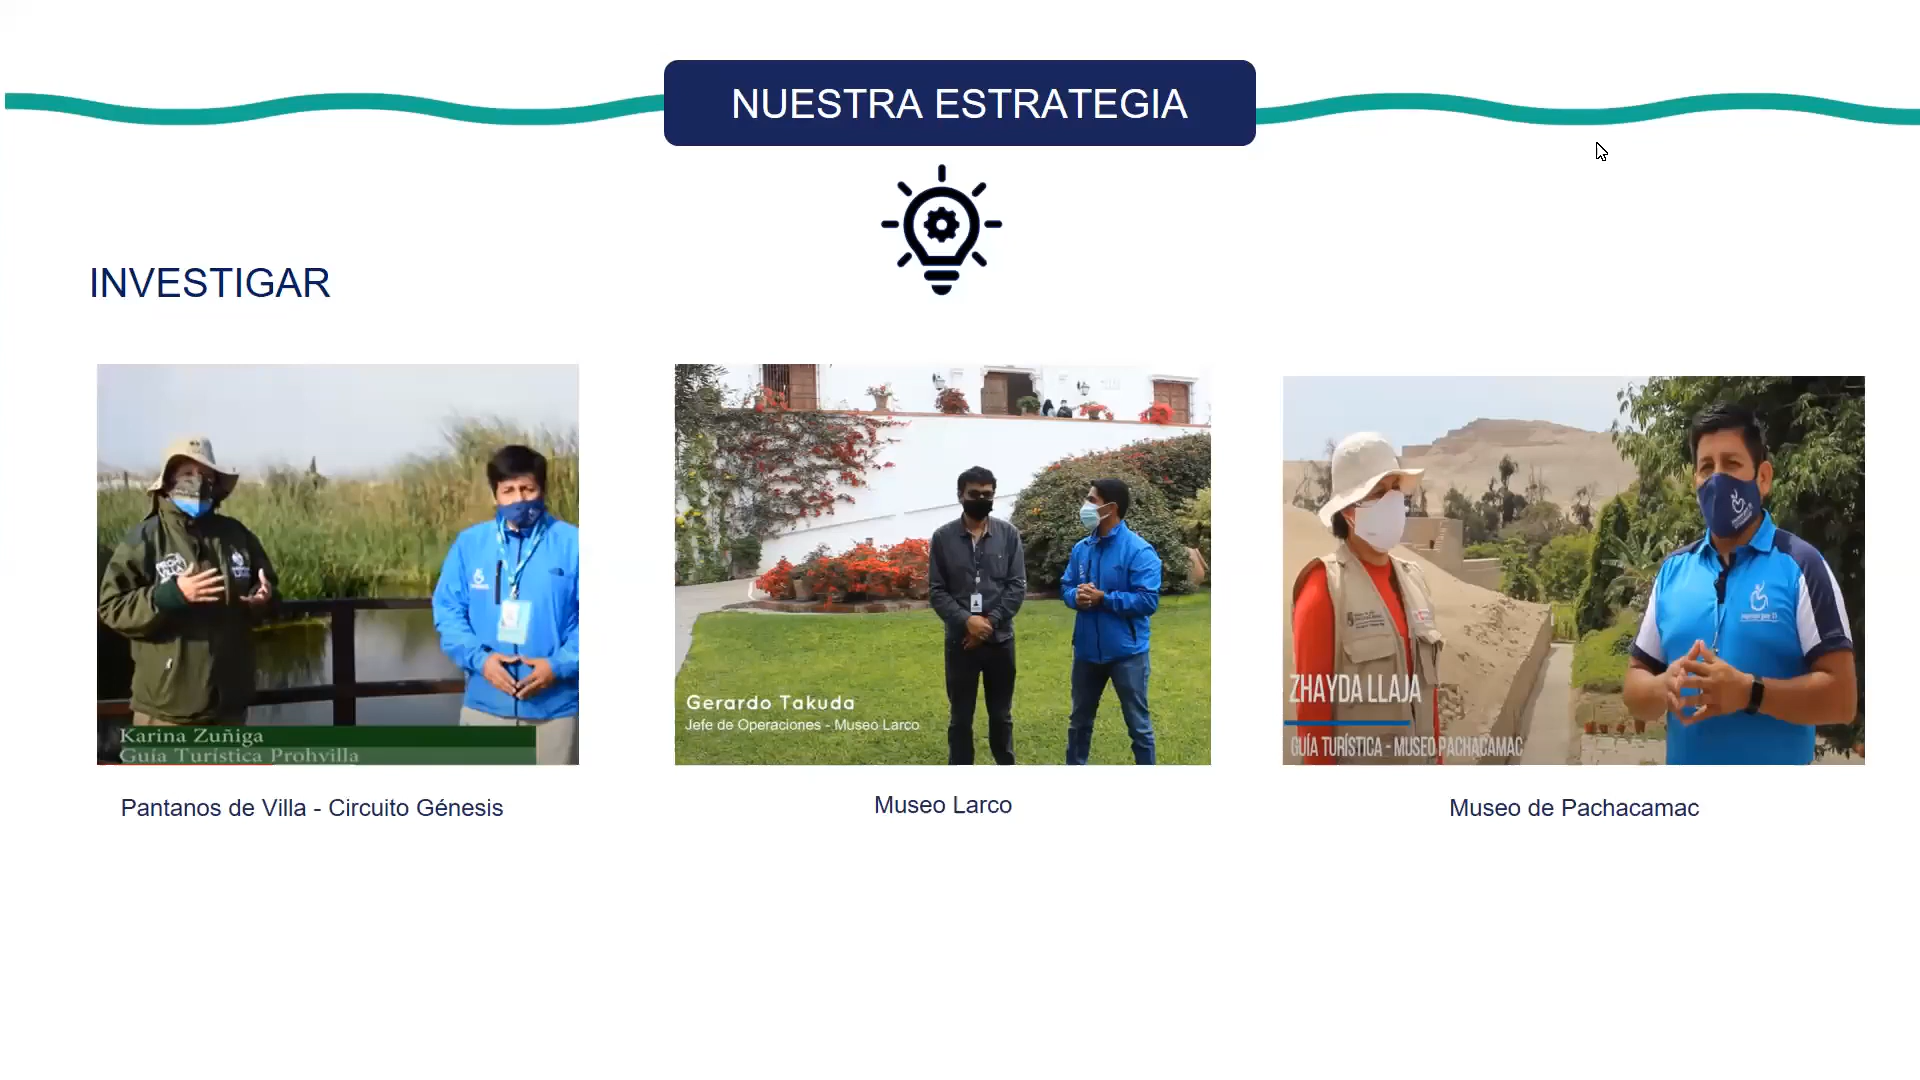 NUESTRA ESTRATEGIA
INVESTIGAR
Karina Zuñiga
Guía Turística Prohvilla
Gerardo Takuda
Jefe de Operaciones - Museo Larco
ZHAYDA LLAJA
GUÍA TURÍSTICA - MUSEO PACHACAMAC
Pantanos de Villa - Circuito Génesis
Museo Larco
Museo de Pachacamac